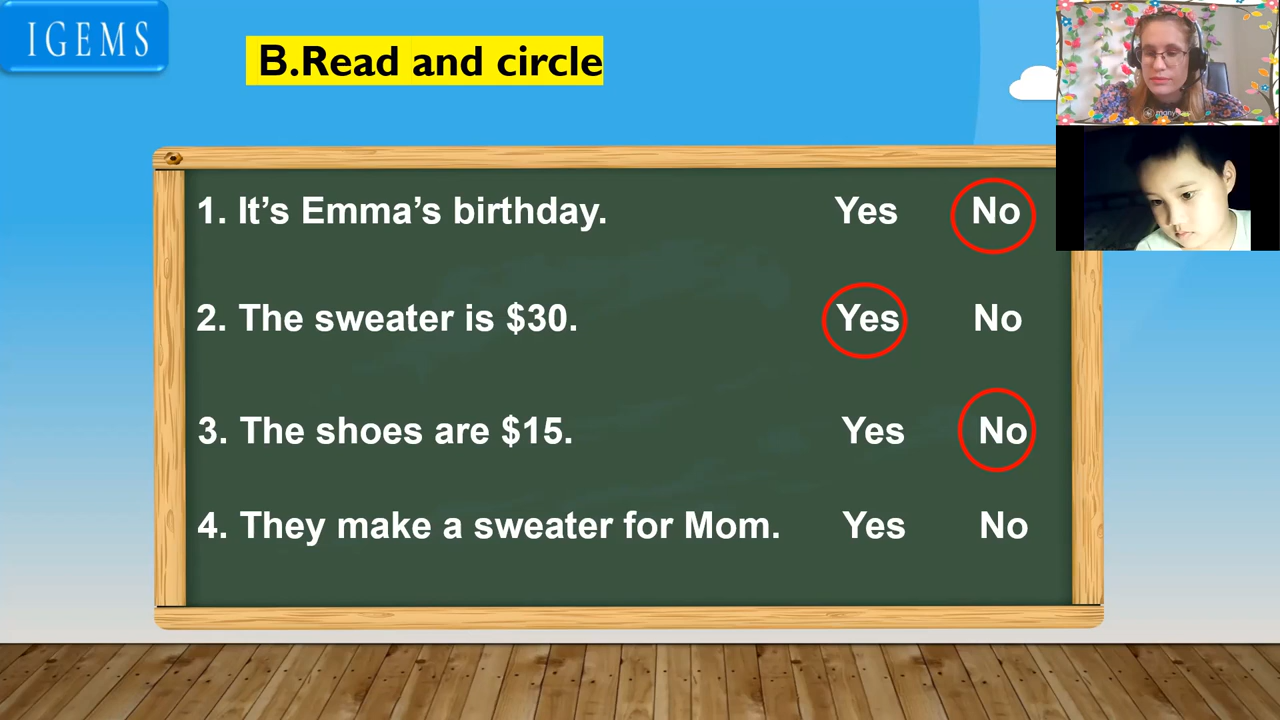 IGEMS
B.Read and circle
1. It's Emma's birthday. Yes No
2. The sweater is $30. Yes No
3. The shoes are $15. Yes No
4. They make a sweater for Mom. Yes No